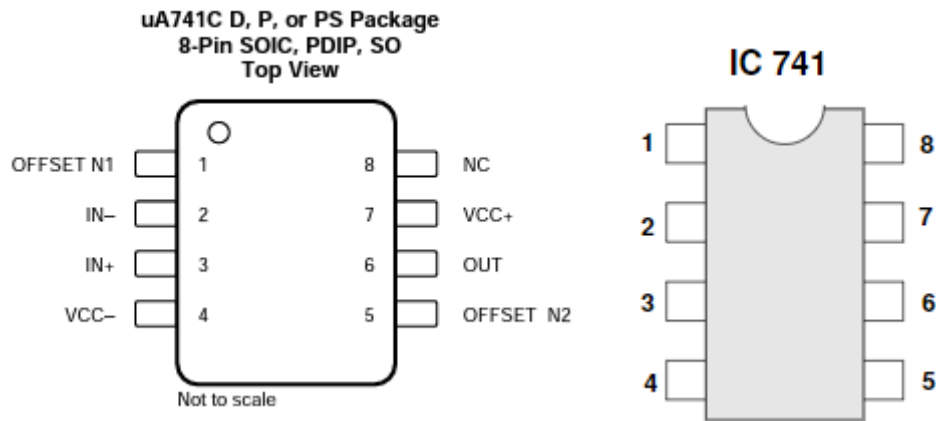 uA741C D, P, or PS Package
8-Pin SOIC, PDIP, SO
Top View
OFFSET N1 1 8 NC
IN– 2 7 VCC+
IN+ 3 6 OUT
VCC– 4 5 OFFSET N2
Not to scale
IC 741
1 8
2 7
3 6
4 5